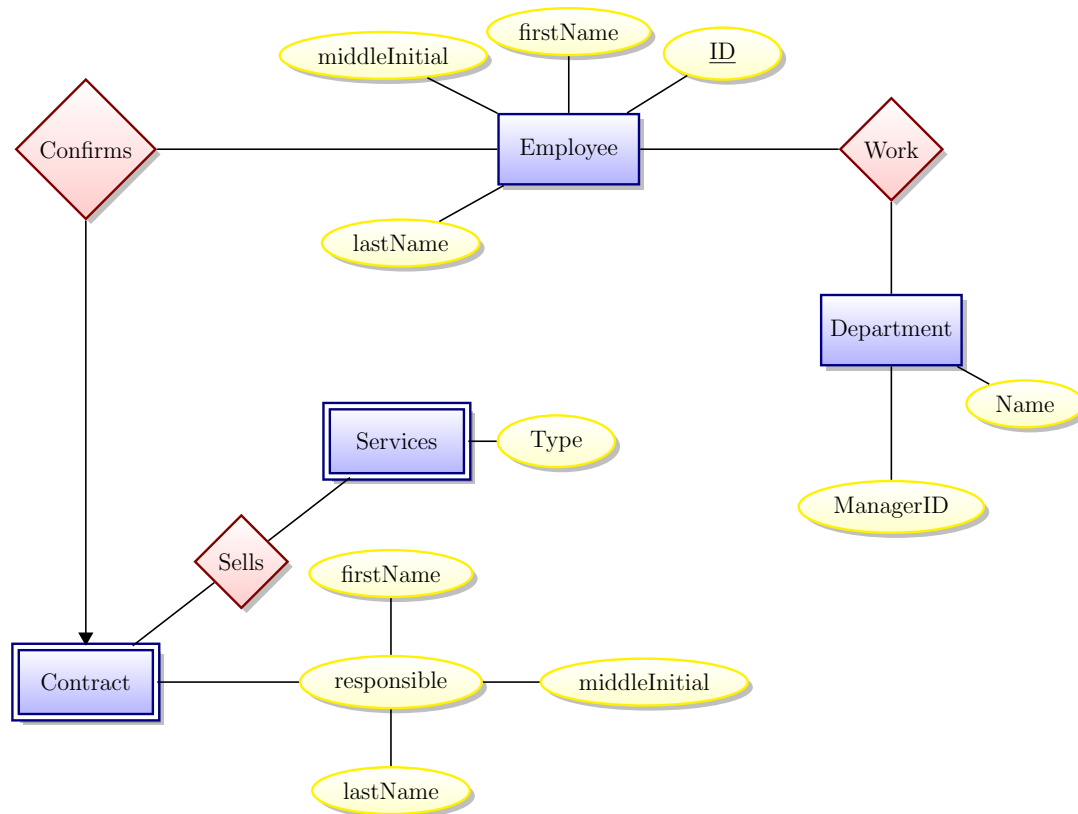 firstName
ID
middleInitial
Confirms
Employee
Work
lastName
Department
Name
Services
Type
ManagerID
Sells
firstName
Contract
responsible
middleInitial
lastName